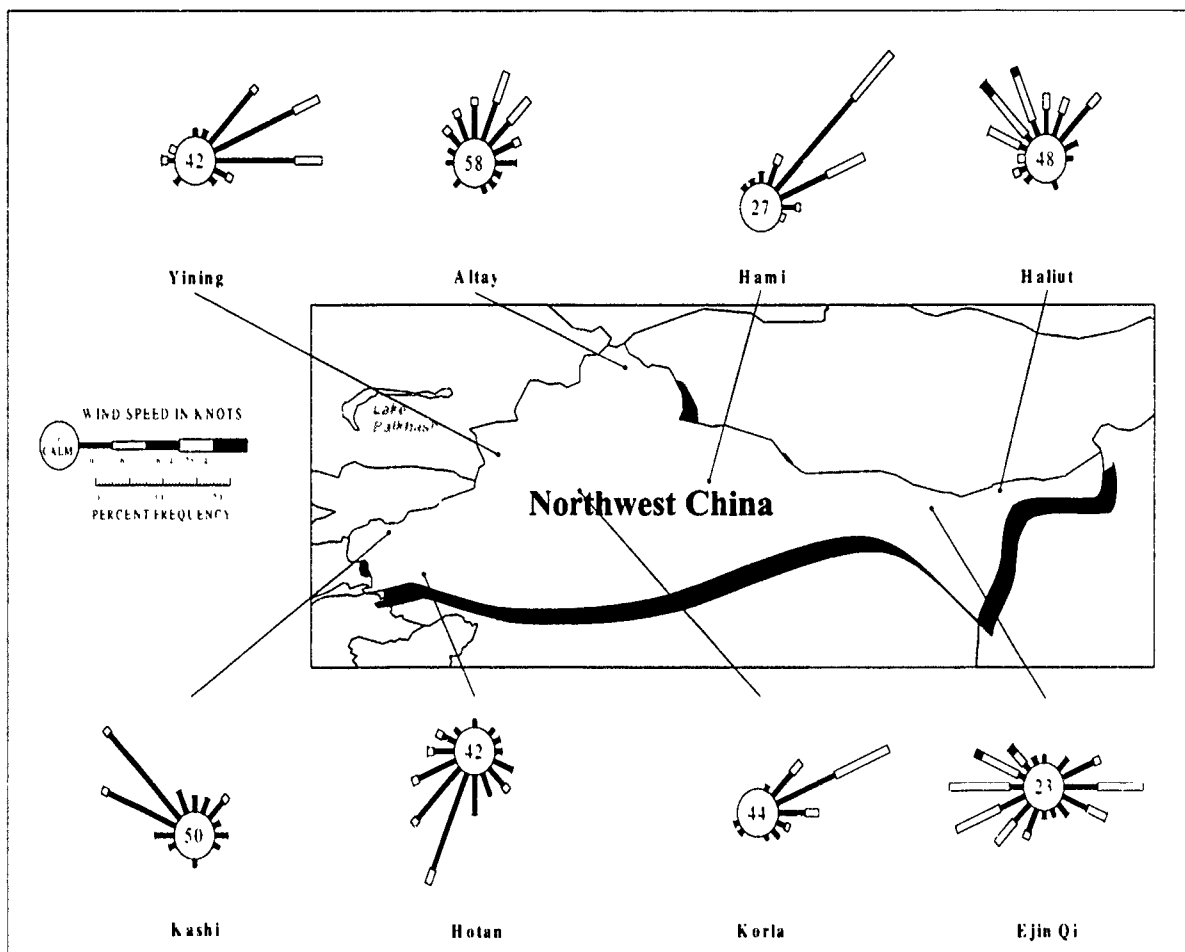 42
58
27
48
Yining
Altay
Hami
Haliut
Lake
WIND SPEED IN KNOTS
CALM
PERCENT FREQUENCY
Northwest China
50
42
44
23
Kashi
Hotan
Korla
Ejin Qi